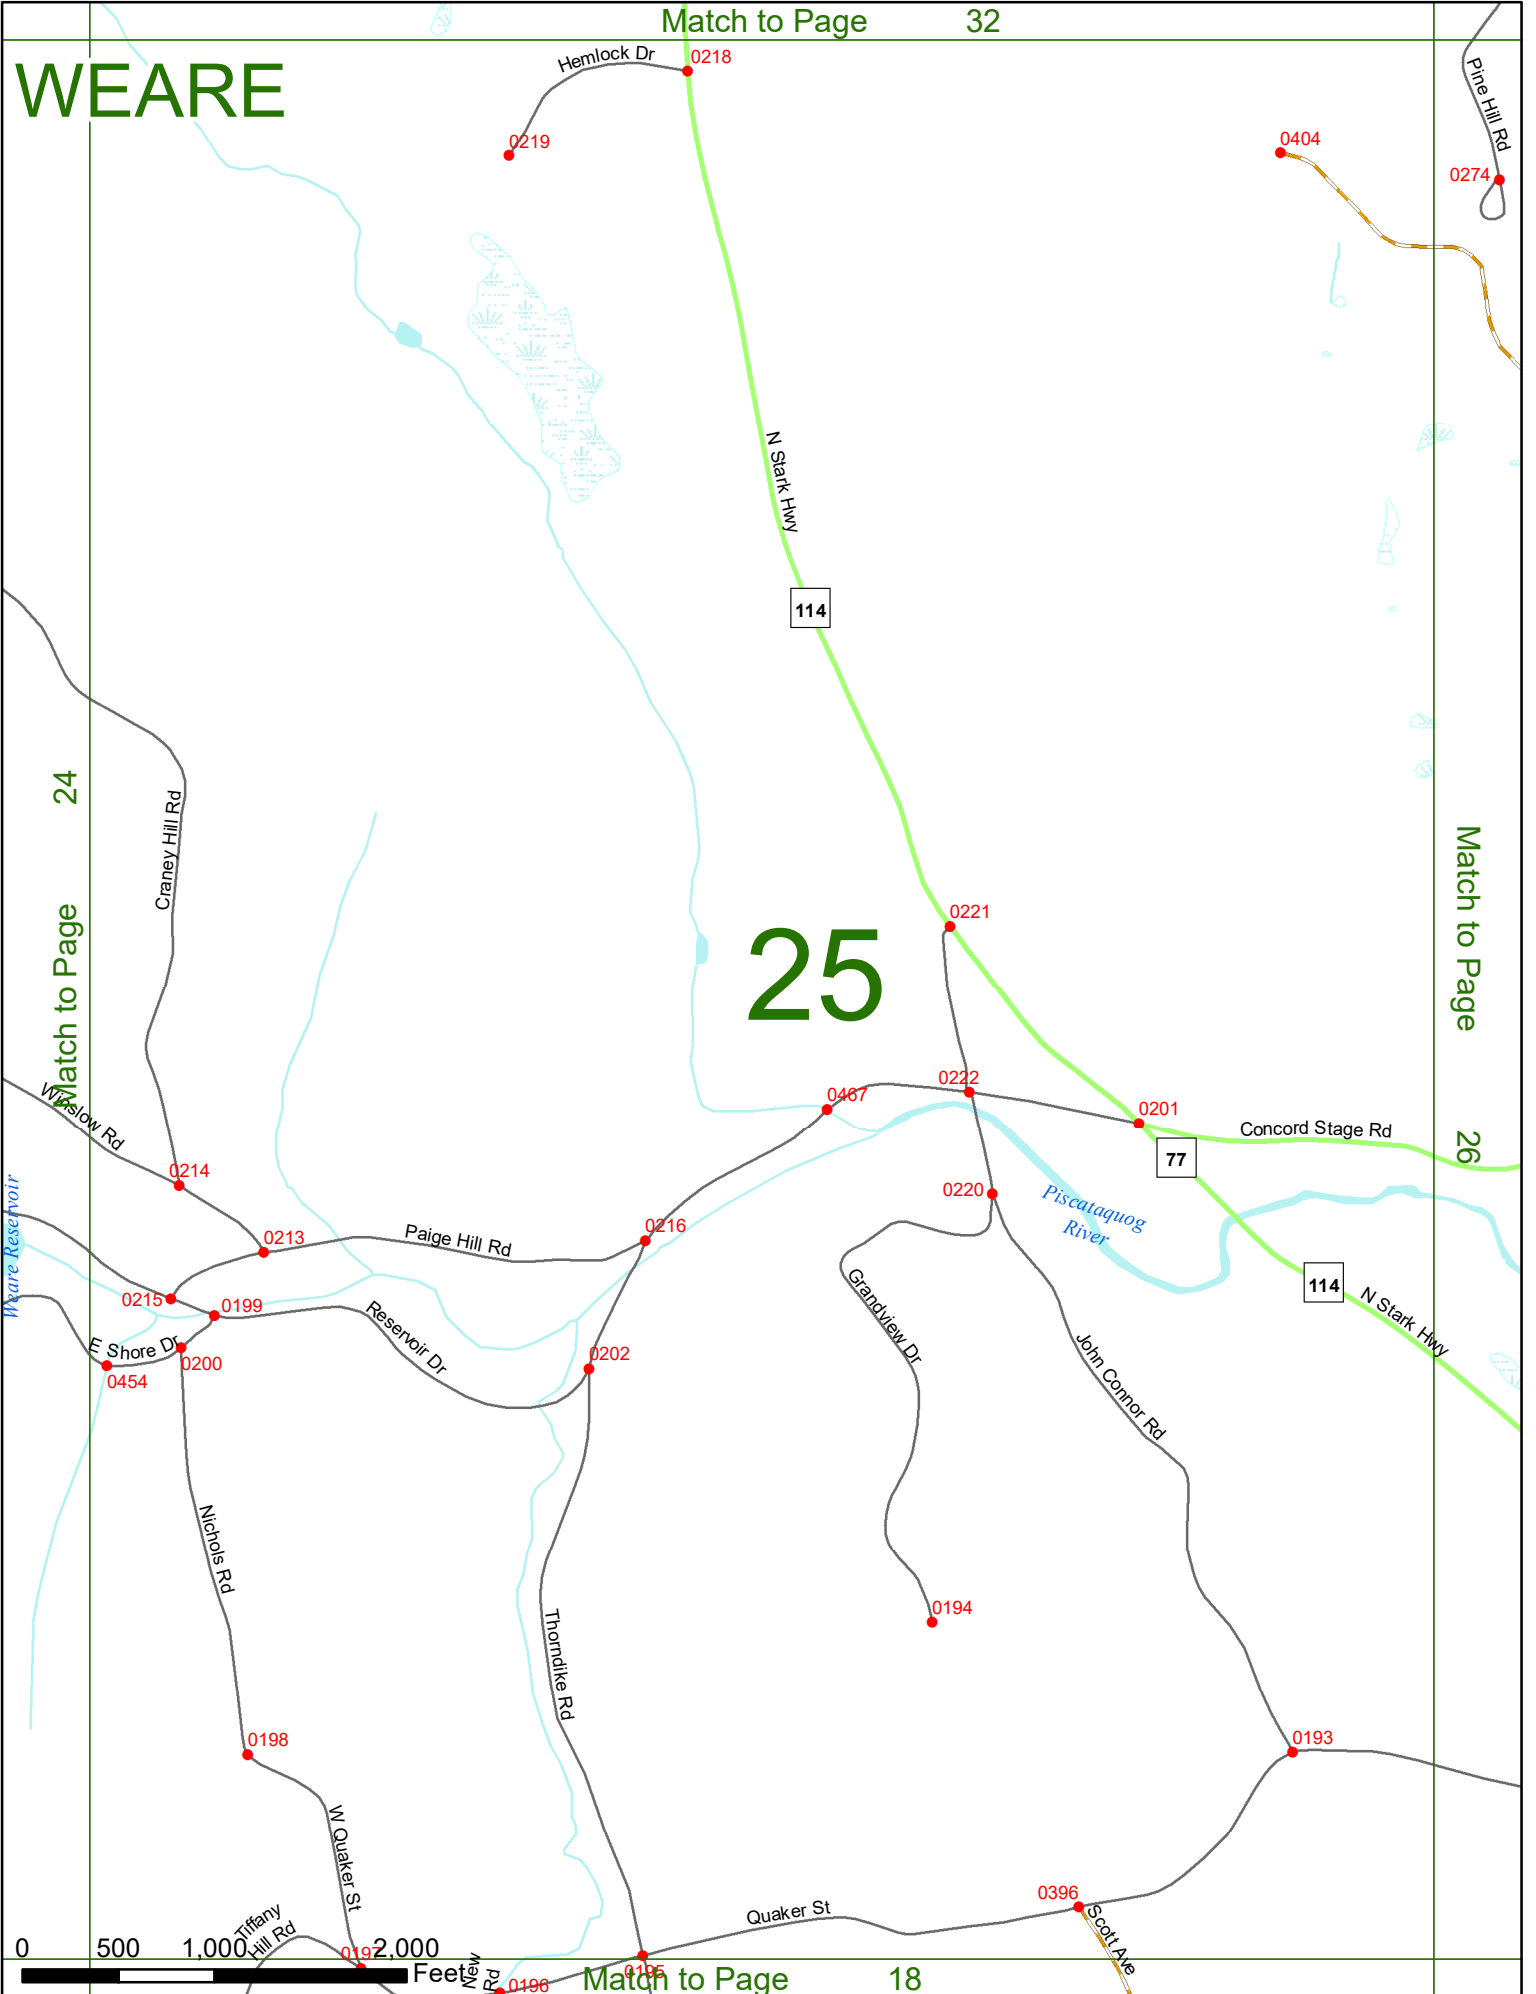 Match to Page 32
WEARE
Hemlock Dr
0218
0219
0404
Pine Hill Rd
0274
N Stark Hwy
114
24
Match to Page
Craney Hill Rd
Match to Page
26
0221
25
0222
0467
0201
Concord Stage Rd
77
Winslow Rd
0214
0220
Piscataquog
River
Weare Reservoir
0213
Paige Hill Rd
0216
0215
0199
Reservoir Dr
Grandview Dr
114
N Stark Hwy
E Shore Dr
0200
0454
0202
John Connor Rd
Nichols Rd
Thorndike Rd
0194
0198
0193
W Quaker St
0396
Quaker St
Scott Ave
Tiffany
Hill Rd
0197
0195
0196
New
Rd
0 500 1,000 2,000
Feet
Match to Page 18